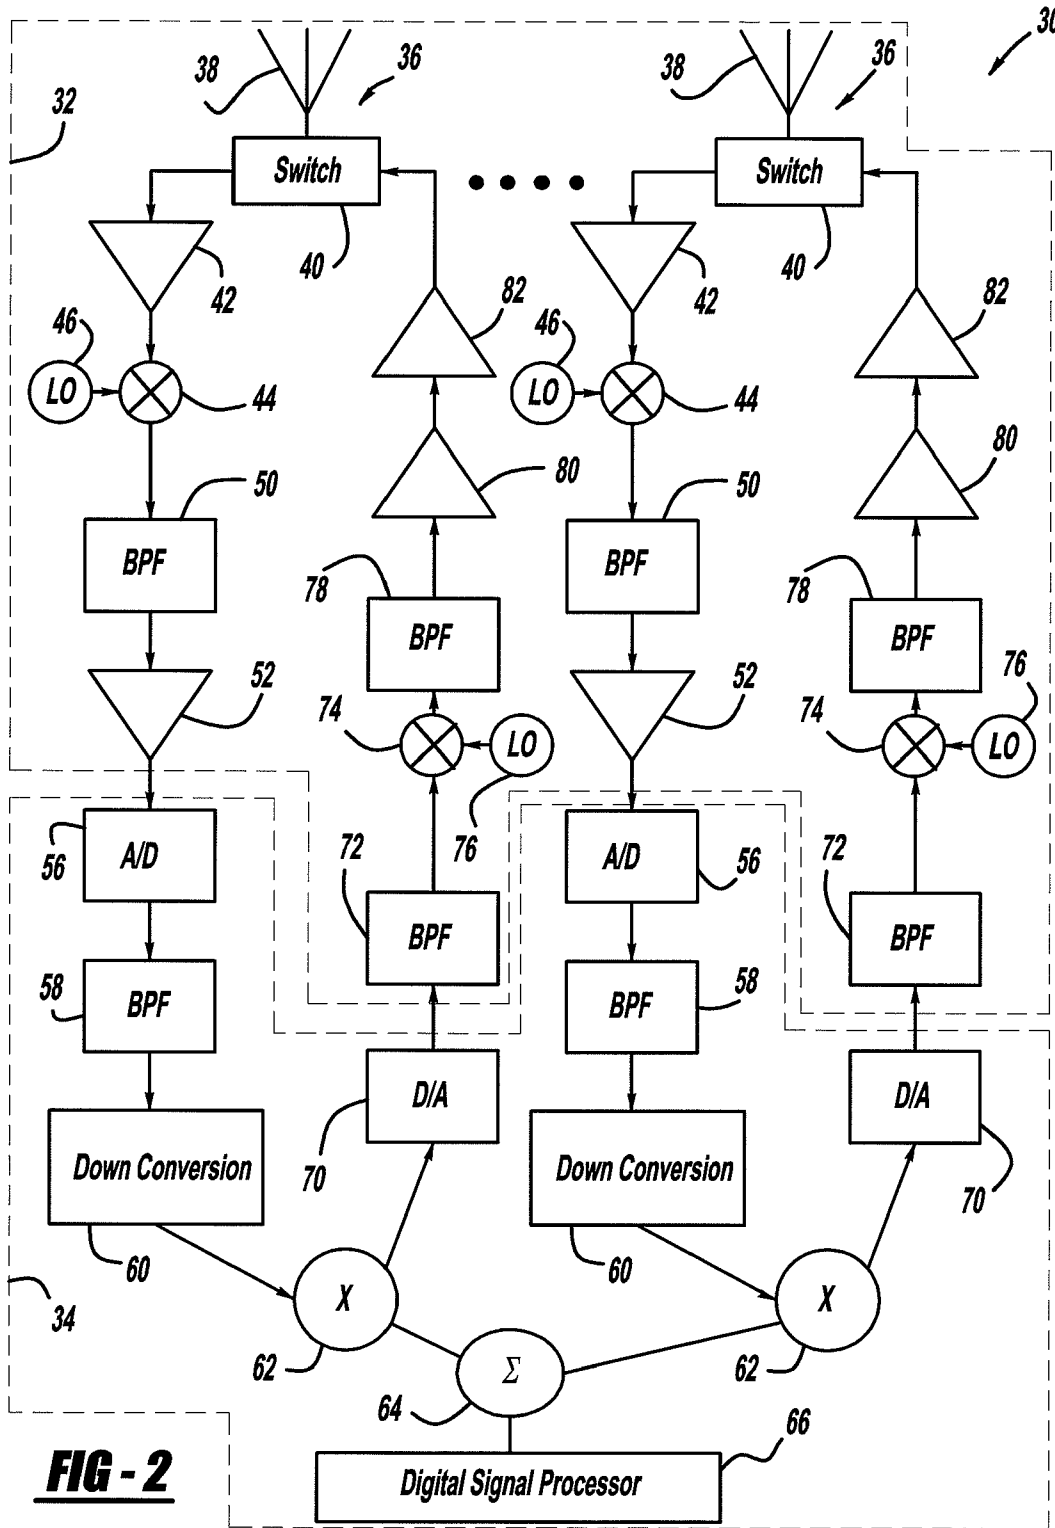 30
38
36
38
36
32
Switch
Switch
40
40
42
82
42
82
46
46
LO
44
LO
44
50
80
50
80
BPF
BPF
78
BPF
78
BPF
52
52
76
74
LO
74
LO
76
56
A/D
72
A/D
56
72
BPF
BPF
58
BPF
BPF
58
D/A
D/A
Down Conversion
70
Down Conversion
70
60
60
34
X
X
62
Σ
62
64
66
FIG - 2
Digital Signal Processor